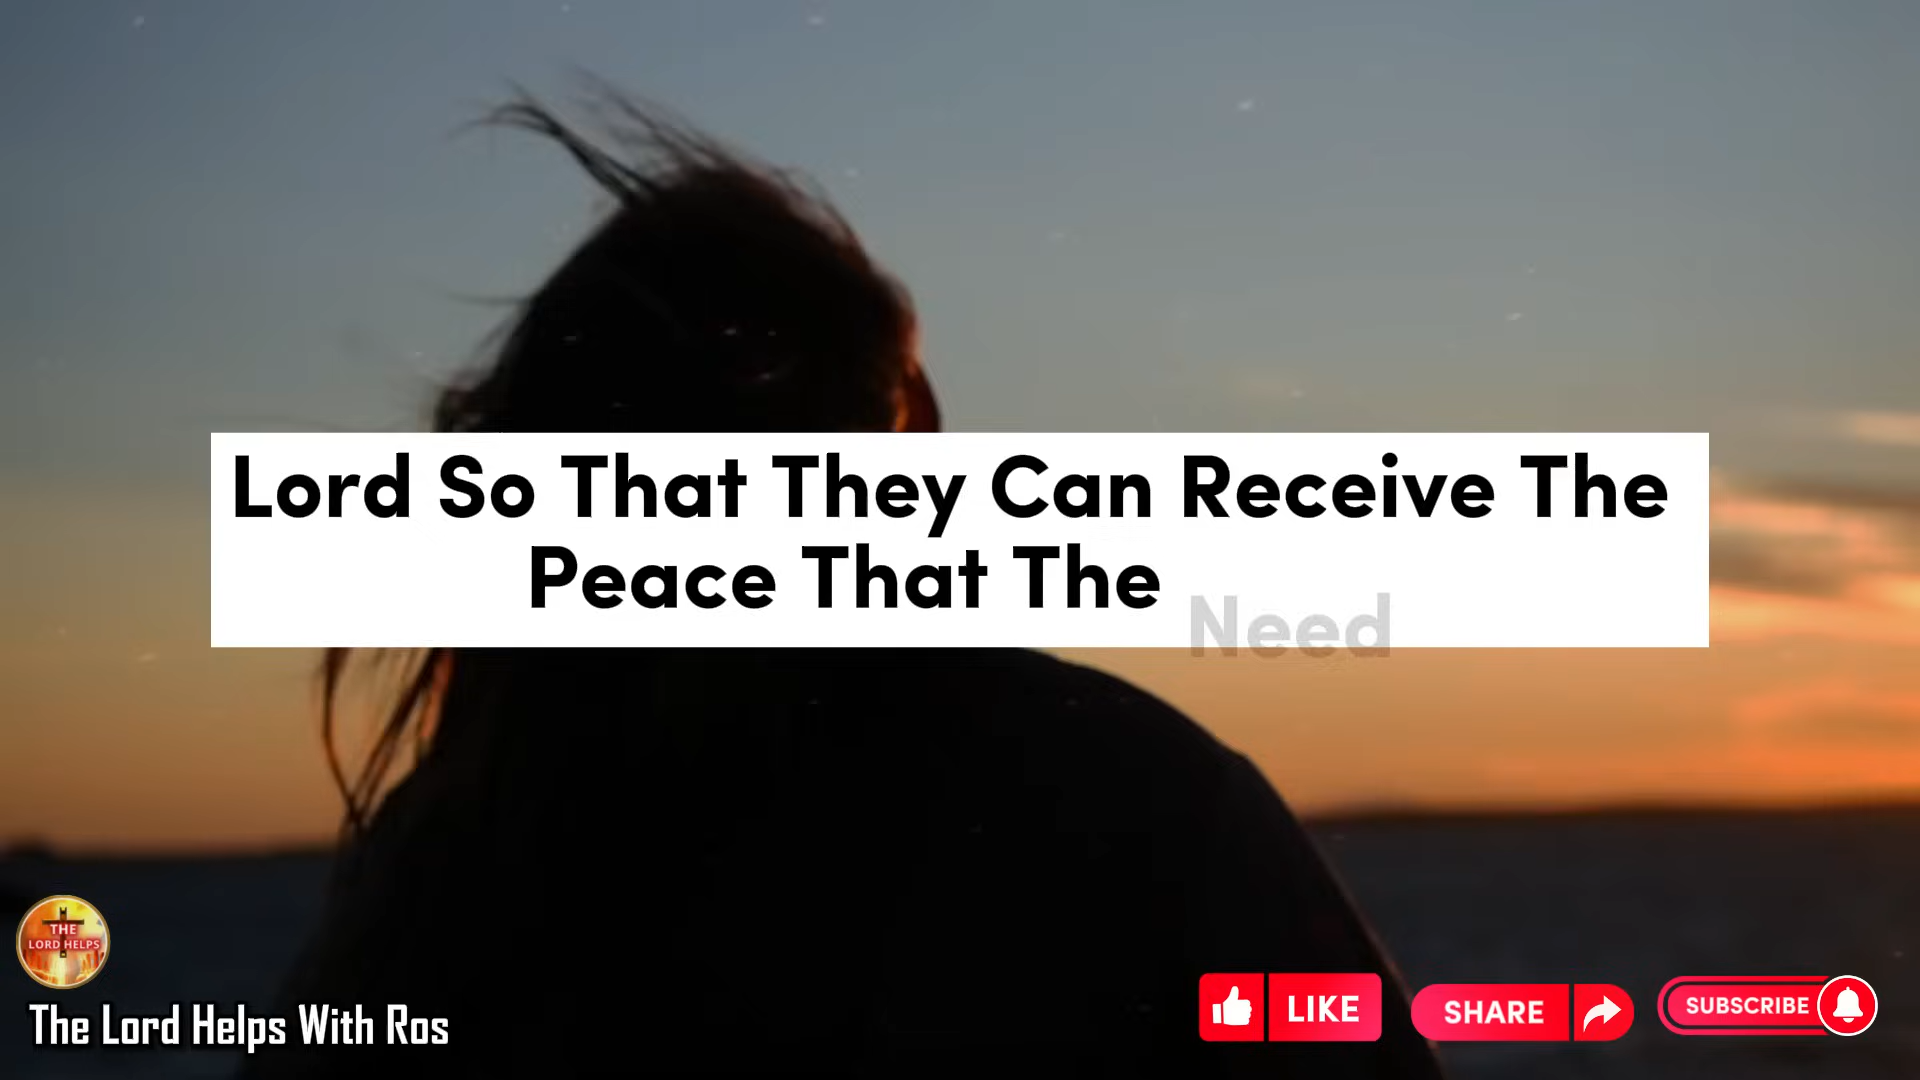 Lord So That They Can Receive The
Peace That The Need
THE
LORD HELPS
The Lord Helps With Ros
LIKE
SHARE
SUBSCRIBE